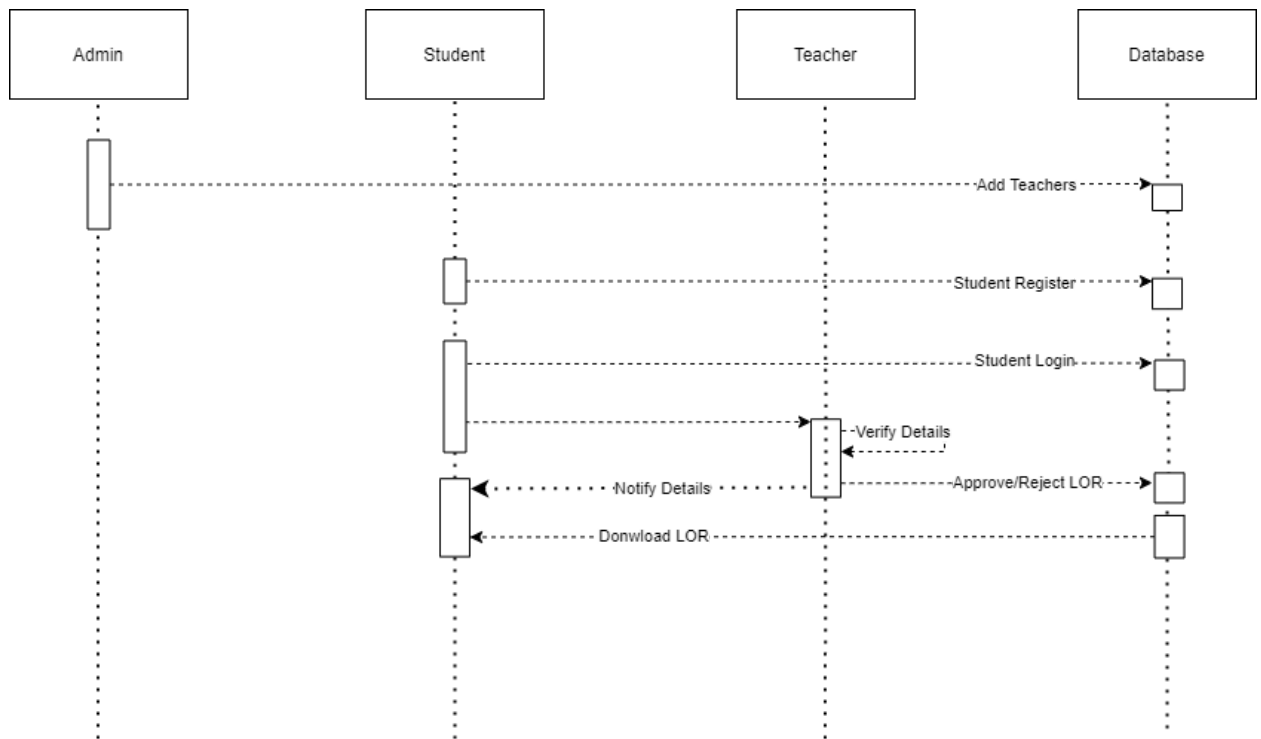 Admin
Student
Teacher
Database
Add Teachers
Student Register
Student Login
Verify Details
Approve/Reject LOR
Notify Details
Donwload LOR